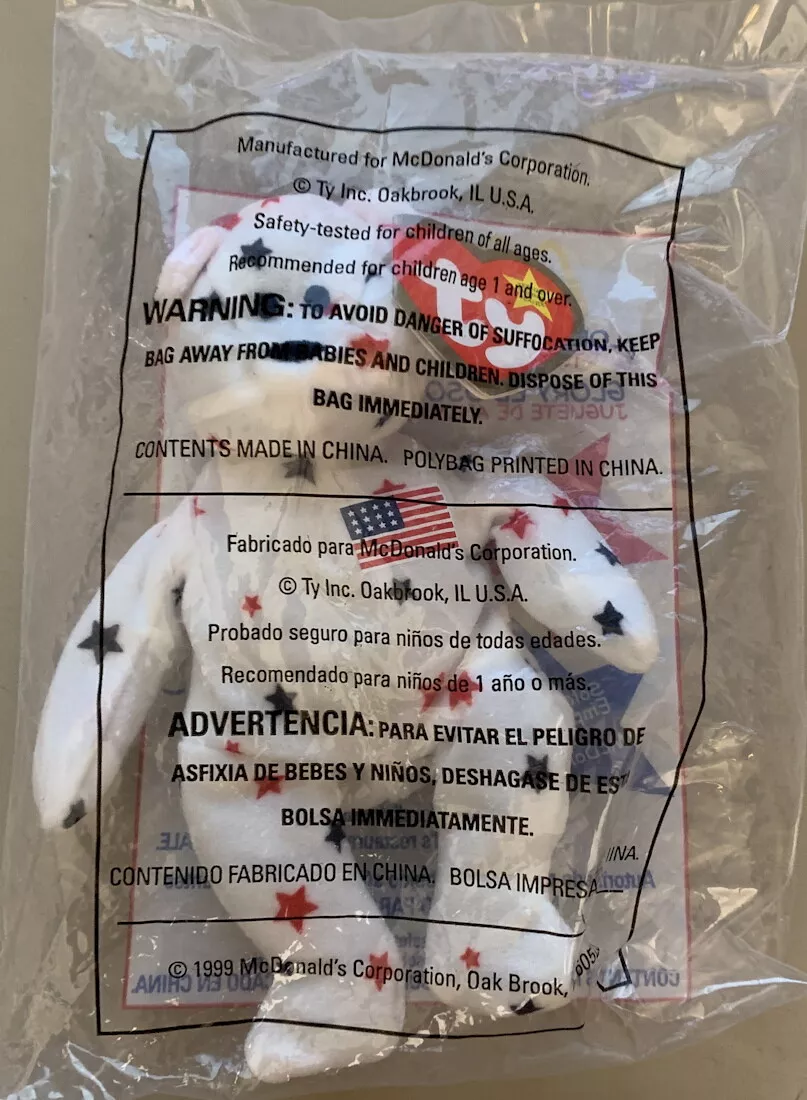 Manufactured for McDonald's Corporation.
© Ty Inc. Oakbrook, IL U.S.A.
Safety-tested for children of all ages.
Recommended for children age 1 and over.
ty
WARNING: TO AVOID DANGER OF SUFFOCATION, KEEP
BAG AWAY FROM BABIES AND CHILDREN. DISPOSE OF THIS
BAG IMMEDIATELY.
CONTENTS MADE IN CHINA. POLYBAG PRINTED IN CHINA.
Fabricado para McDonald's Corporation.
© Ty Inc. Oakbrook, IL U.S.A.
Probado seguro para niños de todas edades.
Recomendado para niños de 1 año o más.
ADVERTENCIA: PARA EVITAR EL PELIGRO DE
ASFIXIA DE BEBES Y NIÑOS, DESHAGASE DE
BOLSA IMMEDIATAMENTE.
CONTENIDO FABRICADO EN CHINA. BOLSA IMPRESA
© 1999 McDonald's Corporation, Oak Brook,